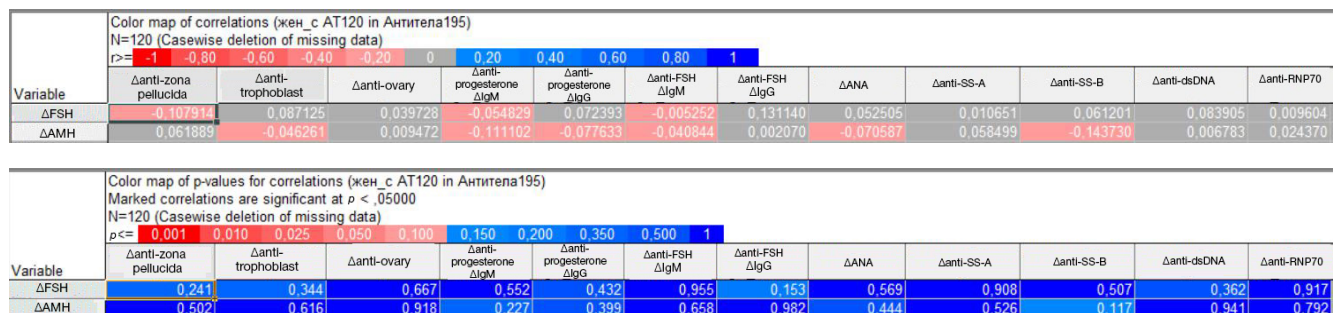 Color map of correlations (жен_с AT120 in Антитела195)
N=120 (Casewise deletion of missing data)
r>= -1 -0,80 -0,60 -0,40 -0,20 0 0,20 0,40 0,60 0,80 1
Variable Δanti-zona pellucida Δanti-trophoblast Δanti-ovary Δanti-progesterone ΔIgM Δanti-progesterone ΔIgG Δanti-FSH ΔIgM Δanti-FSH ΔIgG ΔANA Δanti-SS-A Δanti-SS-B Δanti-dsDNA Δanti-RNP70
ΔFSH -0,107914 0,087125 0,039728 -0,054829 0,072393 -0,005252 0,131140 0,052505 0,010651 0,061201 0,083905 0,009604
ΔAMH 0,061889 -0,046261 0,009472 -0,111102 -0,077633 -0,040844 0,002070 -0,070587 0,058499 -0,143730 0,006783 0,024370
Color map of p-values for correlations (жен_с AT120 in Антитела195)
Marked correlations are significant at p < ,05000
N=120 (Casewise deletion of missing data)
p<= 0,001 0,010 0,025 0,050 0,100 0,150 0,200 0,350 0,500 1
Variable Δanti-zona pellucida Δanti-trophoblast Δanti-ovary Δanti-progesterone ΔIgM Δanti-progesterone ΔIgG Δanti-FSH ΔIgM Δanti-FSH ΔIgG ΔANA Δanti-SS-A Δanti-SS-B Δanti-dsDNA Δanti-RNP70
ΔFSH 0,241 0,344 0,667 0,552 0,432 0,955 0,153 0,569 0,908 0,507 0,362 0,917
ΔAMH 0,502 0,616 0,918 0,227 0,399 0,658 0,982 0,444 0,526 0,117 0,941 0,792